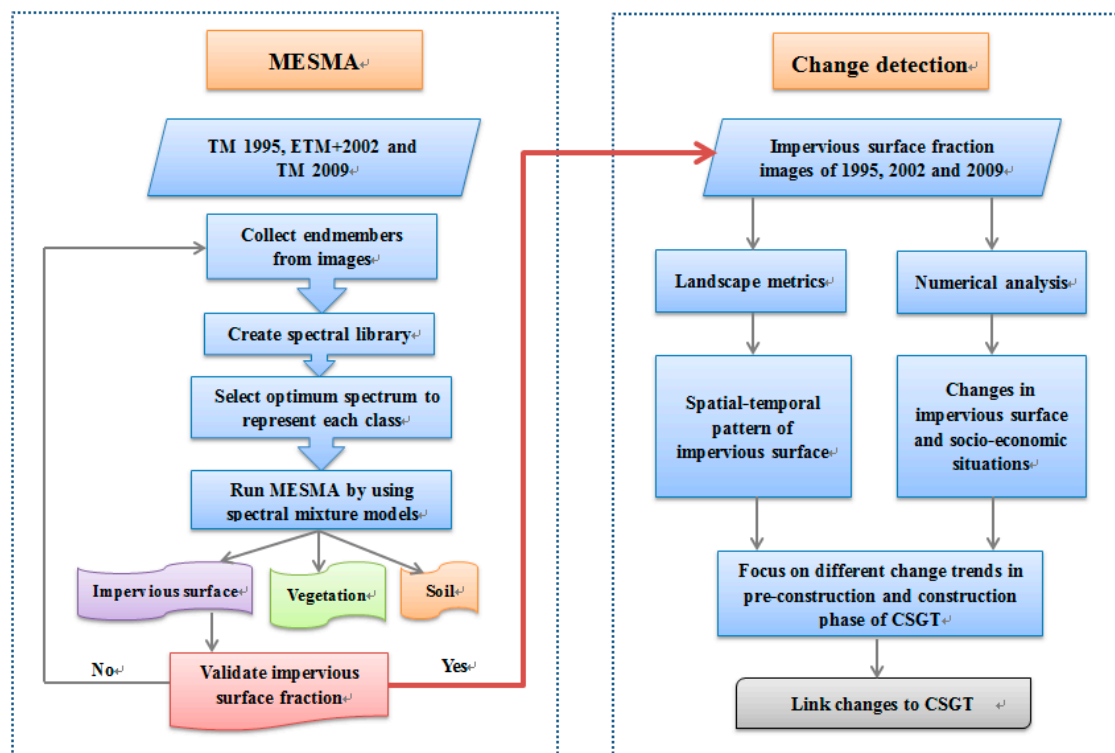 MESMA
TM 1995, ETM+2002 and
TM 2009
Collect endmembers
from images
Create spectral library
Select optimum spectrum to
represent each class
Run MESMA by using
spectral mixture models
Impervious surface
Vegetation
Soil
No
Validate impervious
surface fraction
Yes
Change detection
Impervious surface fraction
images of 1995, 2002 and 2009
Landscape metrics
Numerical analysis
Spatial-temporal
pattern of
impervious surface
Changes in
impervious surface
and socio-economic
situations
Focus on different change trends in
pre-construction and construction
phase of CSGT
Link changes to CSGT